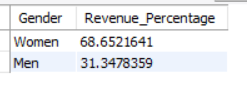 Gender Revenue_Percentage
Women 68.6521641
Men 31.3478359